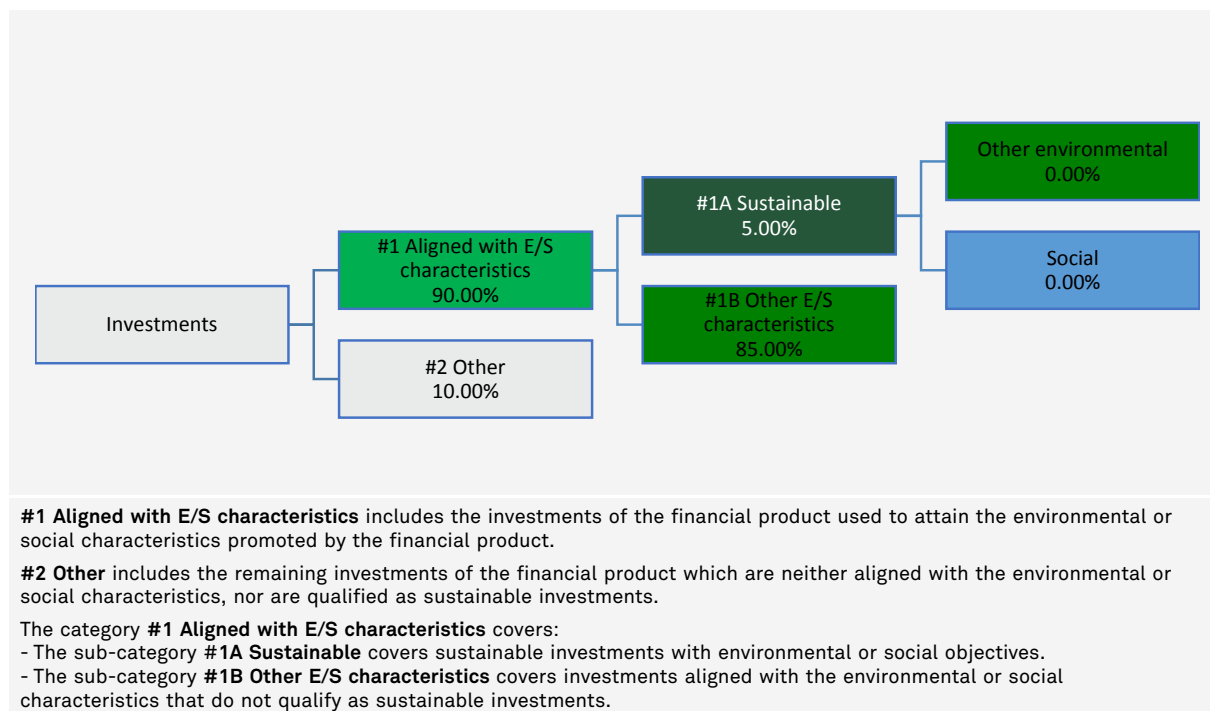 Investments
#1 Aligned with E/S
characteristics
90.00%
#2 Other
10.00%
#1A Sustainable
5.00%
#1B Other E/S
characteristics
85.00%
Other environmental
0.00%
Social
0.00%
#1 Aligned with E/S characteristics includes the investments of the financial product used to attain the environmental or
social characteristics promoted by the financial product.
#2 Other includes the remaining investments of the financial product which are neither aligned with the environmental or
social characteristics, nor are qualified as sustainable investments.
The category #1 Aligned with E/S characteristics covers:
- The sub-category #1A Sustainable covers sustainable investments with environmental or social objectives.
- The sub-category #1B Other E/S characteristics covers investments aligned with the environmental or social
characteristics that do not qualify as sustainable investments.